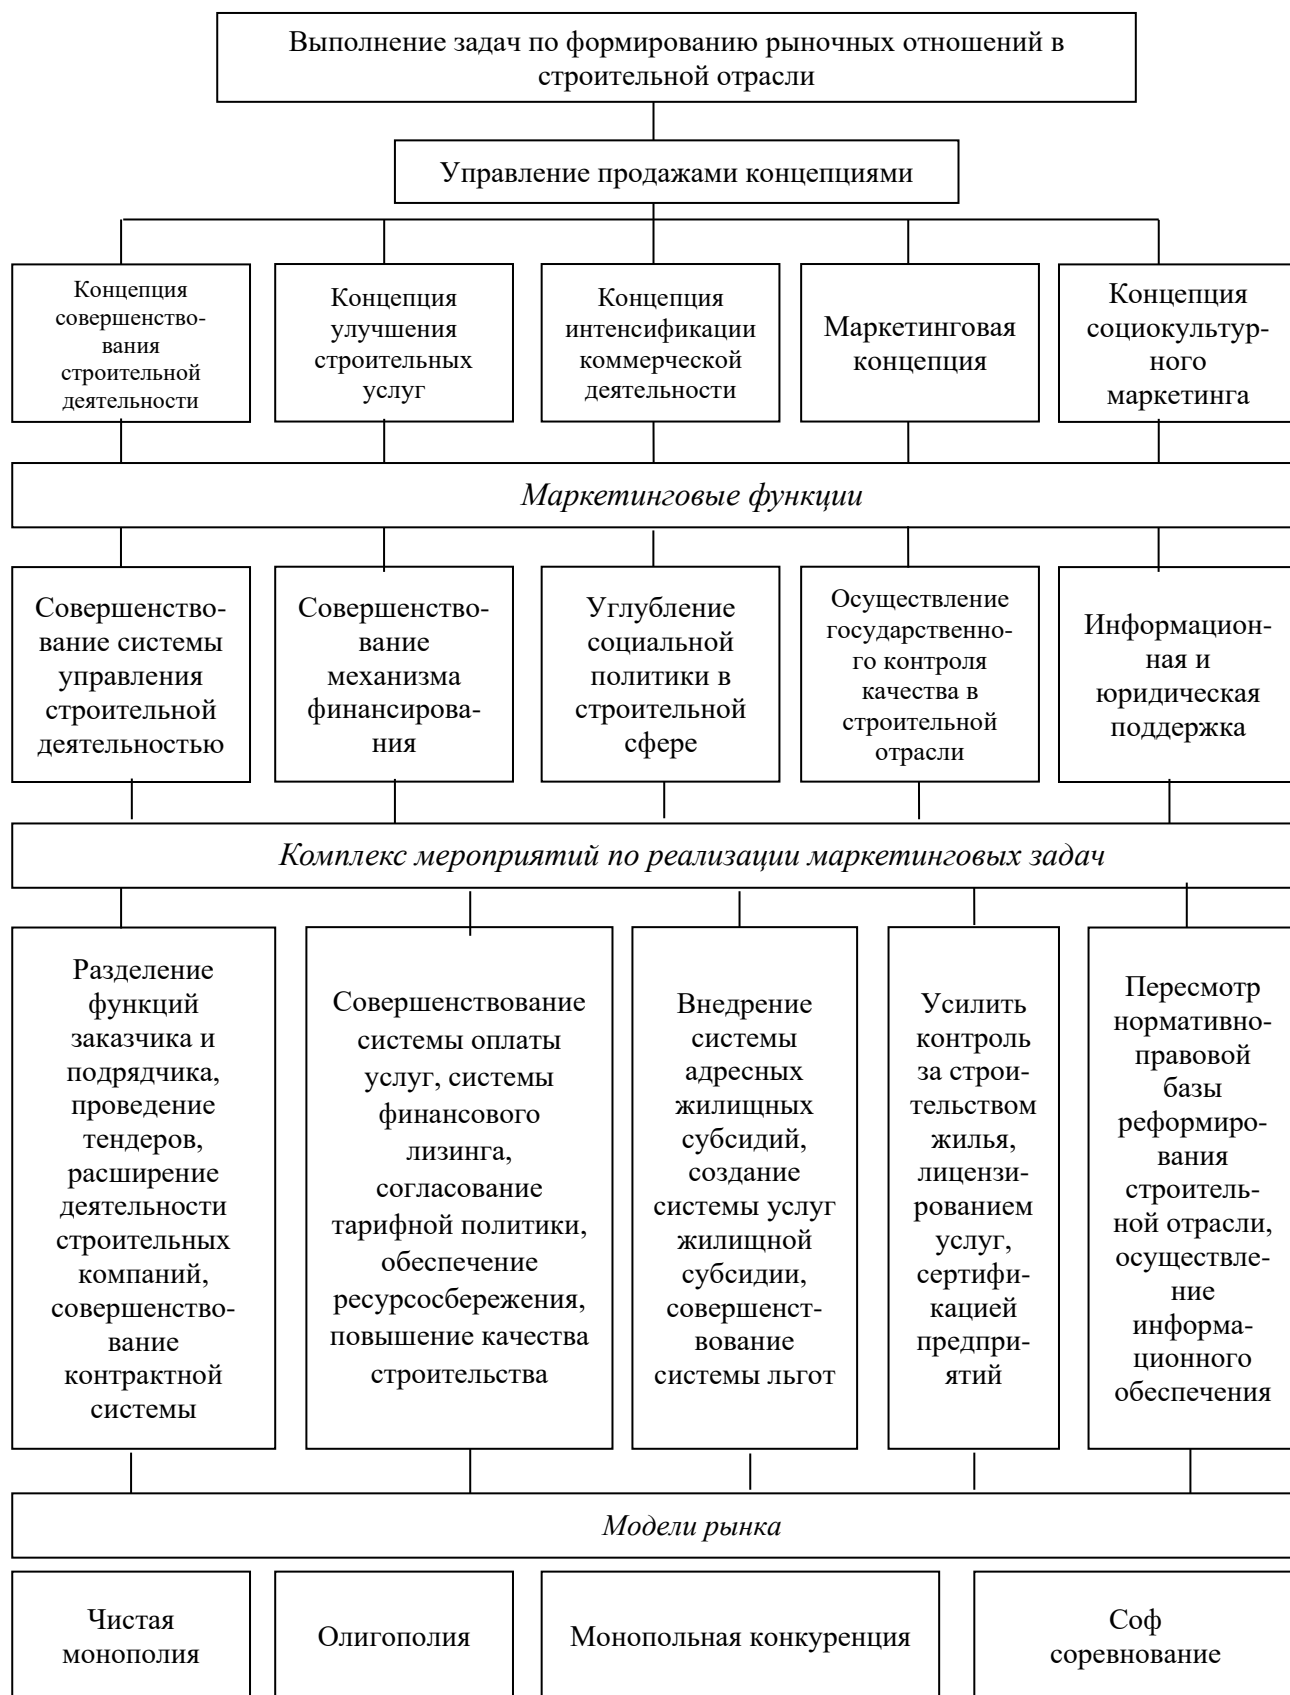 Выполнение задач по формированию рыночных отношений в
строительной отрасли
Управление продажами концепциями
Концепция
совершенство-
вания
строительной
деятельности
Концепция
улучшения
строительных
услуг
Концепция
интенсификации
коммерческой
деятельности
Маркетинговая
концепция
Концепция
социокультур-
ного
маркетинга
Маркетинговые функции
Совершенство-
вание системы
управления
строительной
деятельностью
Совершенство-
вание
механизма
финансирова-
ния
Углубление
социальной
политики в
строительной
сфере
Осуществление
государственно-
го контроля
качества в
строительной
отрасли
Информацион-
ная и
юридическая
поддержка
Комплекс мероприятий по реализации маркетинговых задач
Разделение
функций
заказчика и
подрядчика,
проведение
тендеров,
расширение
деятельности
строительных
компаний,
совершенство-
вание
контрактной
системы
Совершенствование
системы оплаты
услуг, системы
финансового
лизинга,
согласование
тарифной политики,
обеспечение
ресурсосбережения,
повышение качества
строительства
Внедрение
системы
адресных
жилищных
субсидий,
создание
системы услуг
жилищной
субсидии,
совершенст-
вование
системы льгот
Усилить
контроль
за строи-
тельством
жилья,
лицензи-
рованием
услуг,
сертифи-
кацией
предпри-
ятий
Пересмотр
нормативно-
правовой
базы
реформиро-
вания
строитель-
ной отрасли,
осуществле-
ние
информа-
ционного
обеспечения
Модели рынка
Чистая
монополия
Олигополия
Монопольная конкуренция
Соф
соревнование